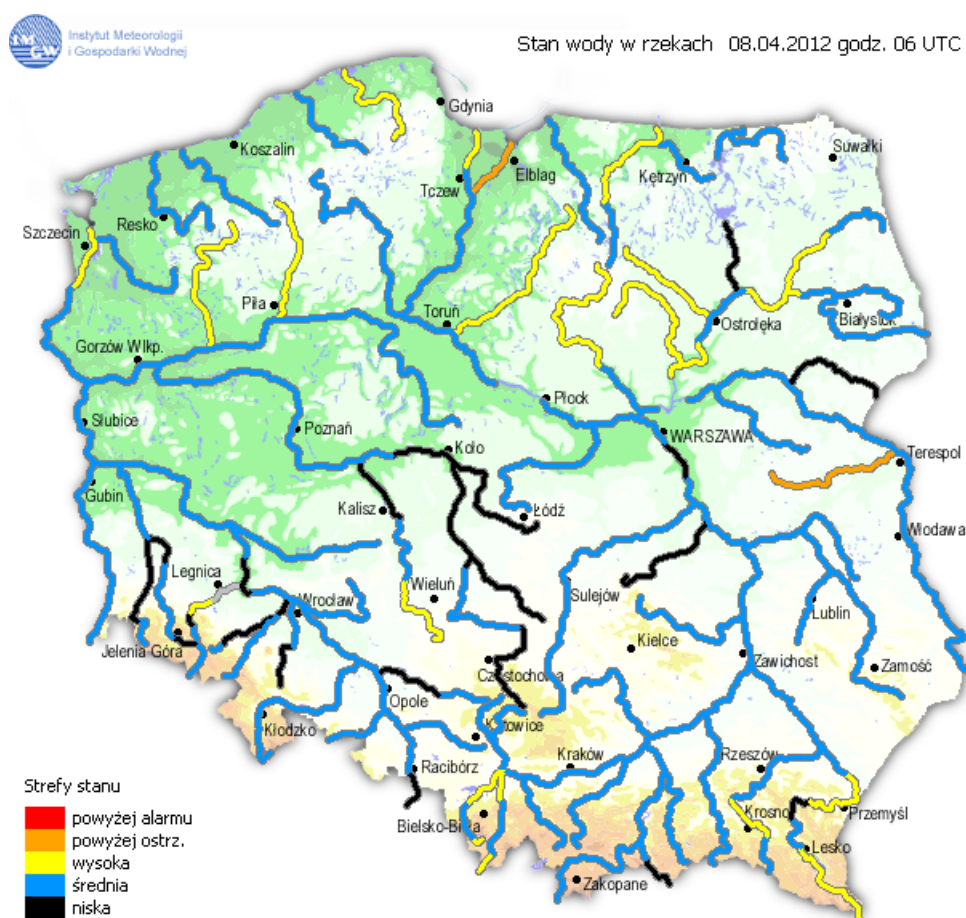 Instytut Meteorologii
i Gospodarki Wodnej
IMGW
Stan wody w rzekach 08.04.2012 godz. 06 UTC
Gdynia
Koszalin
Suwałki
Elbląg
Kętrzyn
Tczew
Resko
Szczecin
Piła
Toruń
Ostrołęka
Białystok
Gorzów Wlkp.
Płock
Słubice
Poznań
WARSZAWA
Koło
Terespol
Gubin
Kalisz
Łódź
Włodawa
Legnica
Wieluń
Sulejów
Wrocław
Lublin
Jelenia Góra
Kielce
Zawichost
Zamość
Częstochowa
Opole
Kłodzko
Katowice
Racibórz
Kraków
Rzeszów
Bielsko-Biała
Krosno
Przemyśl
Lesko
Zakopane
Strefy stanu
powyżej alarmu
powyżej ostrz.
wysoka
średnia
niska